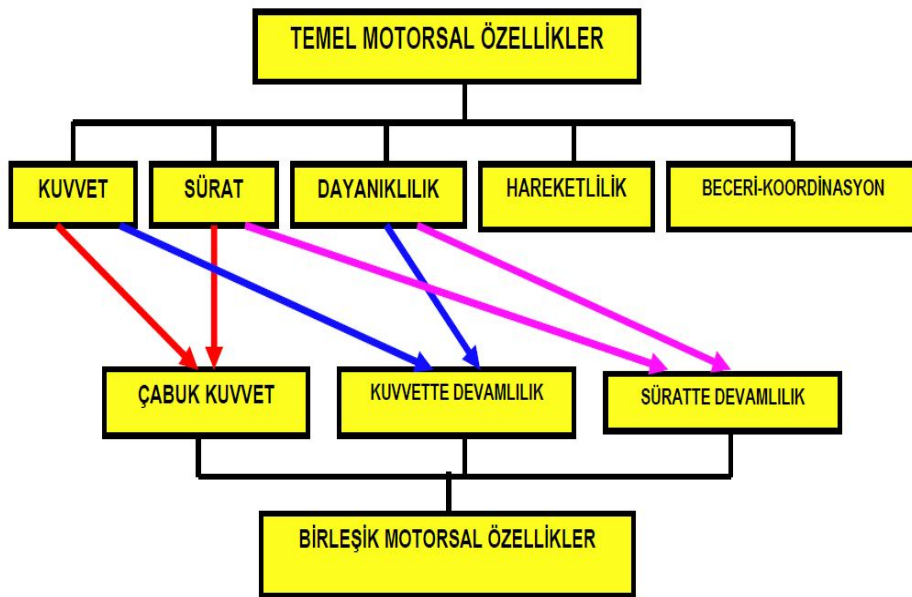 TEMEL MOTORSAL ÖZELLİKLER
KUVVET
SÜRAT
DAYANIKLILIK
HAREKETLİLİK
BECERİ-KOORDİNASYON
ÇABUK KUVVET
KUVVETTE DEVAMLILIK
SÜRATTE DEVAMLILIK
BİRLEŞİK MOTORSAL ÖZELLİKLER